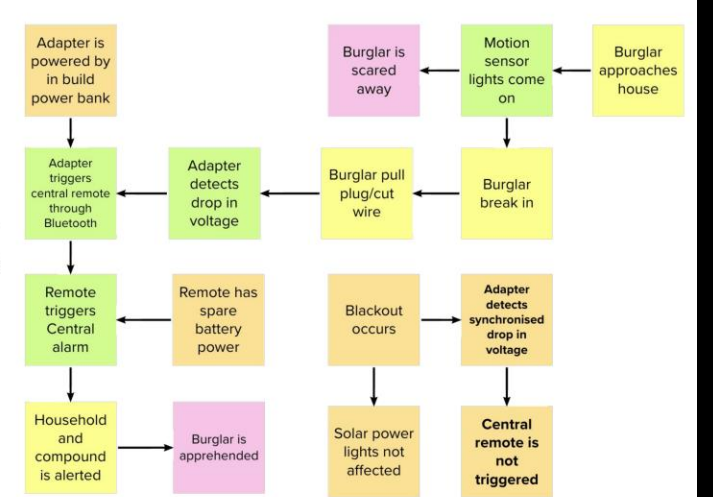 Adapter is
powered by
in build
power bank
Burglar is
scared
away
Motion
sensor
lights come
on
Burglar
approaches
house
Adapter
triggers
central remote
through
Bluetooth
Adapter
detects
drop in
voltage
Burglar pull
plug/cut
wire
Burglar
break in
Remote
triggers
Central
alarm
Remote has
spare
battery
power
Blackout
occurs
Adapter
detects
synchronised
drop in
voltage
Household
and
compound
is alerted
Burglar is
apprehended
Solar power
lights not
affected
Central
remote is
not
triggered